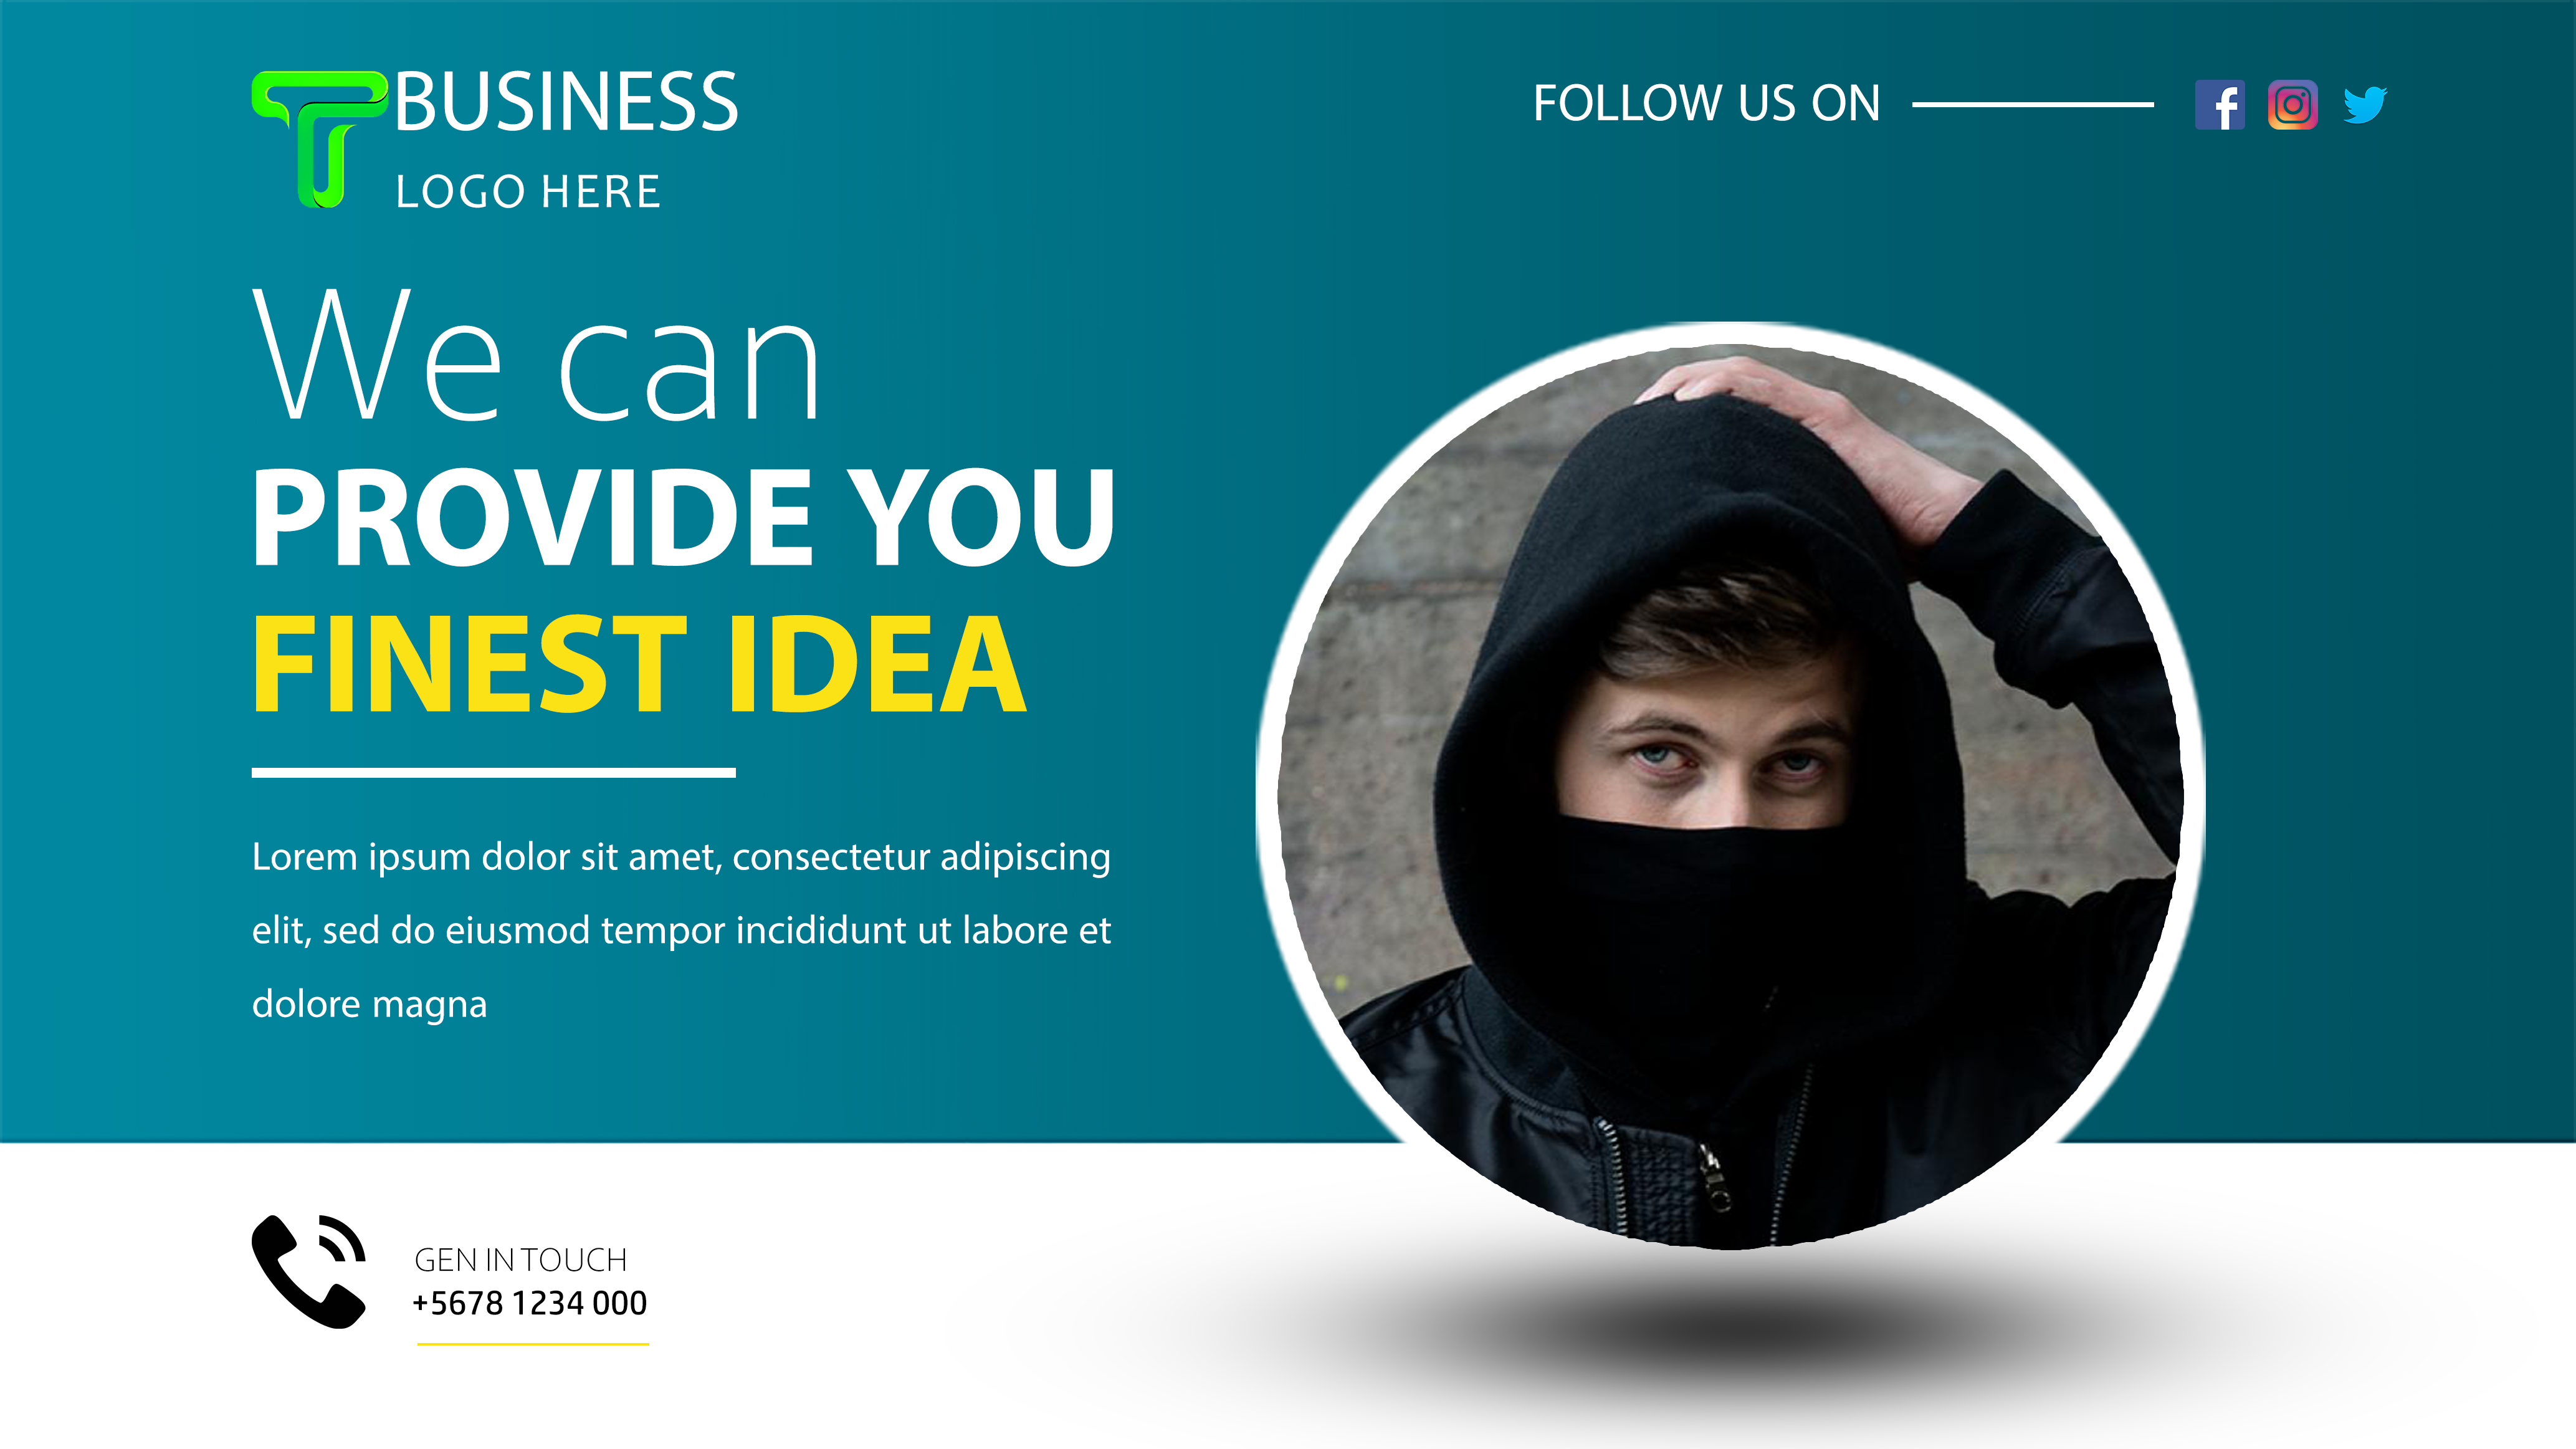 BUSINESS
LOGO HERE
FOLLOW US ON
We can
PROVIDE YOU
FINEST IDEA
Lorem ipsum dolor sit amet, consectetur adipiscing
elit, sed do eiusmod tempor incididunt ut labore et
dolore magna
GEN IN TOUCH
+5678 1234 000